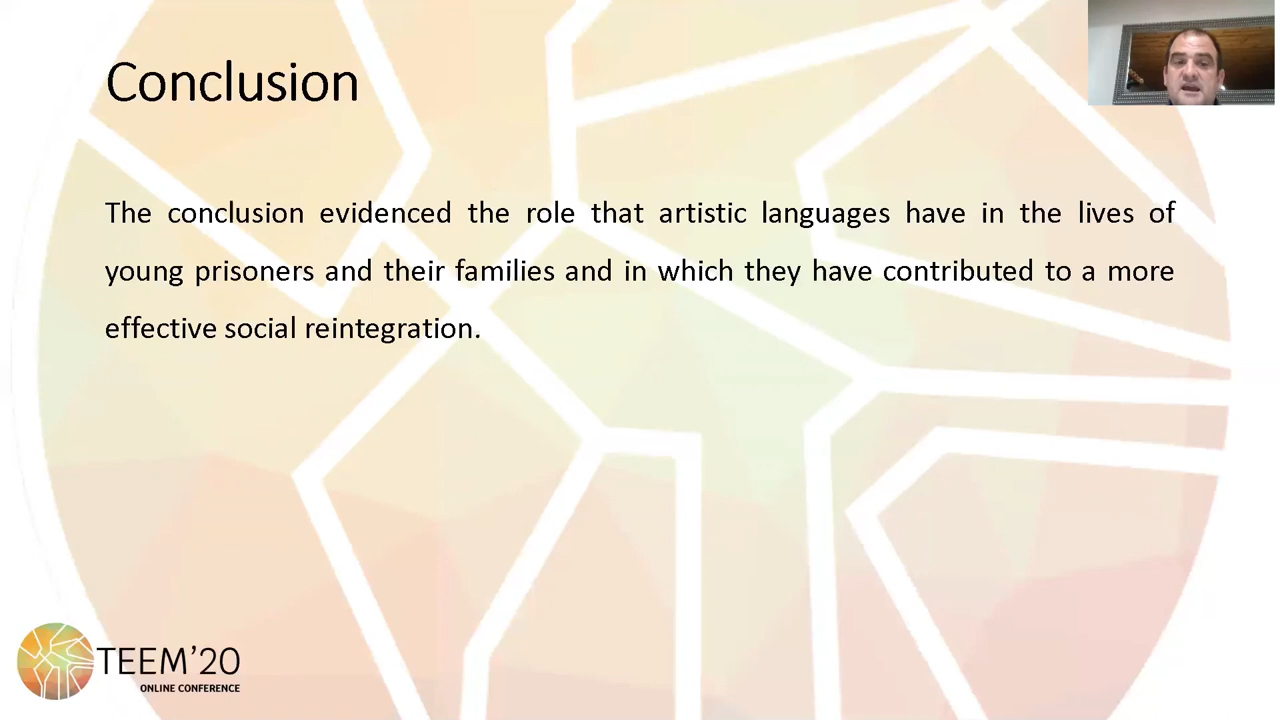 Conclusion
The conclusion evidenced the role that artistic languages have in the lives of
young prisoners and their families and in which they have contributed to a more
effective social reintegration.
TEEM'20
ONLINE CONFERENCE